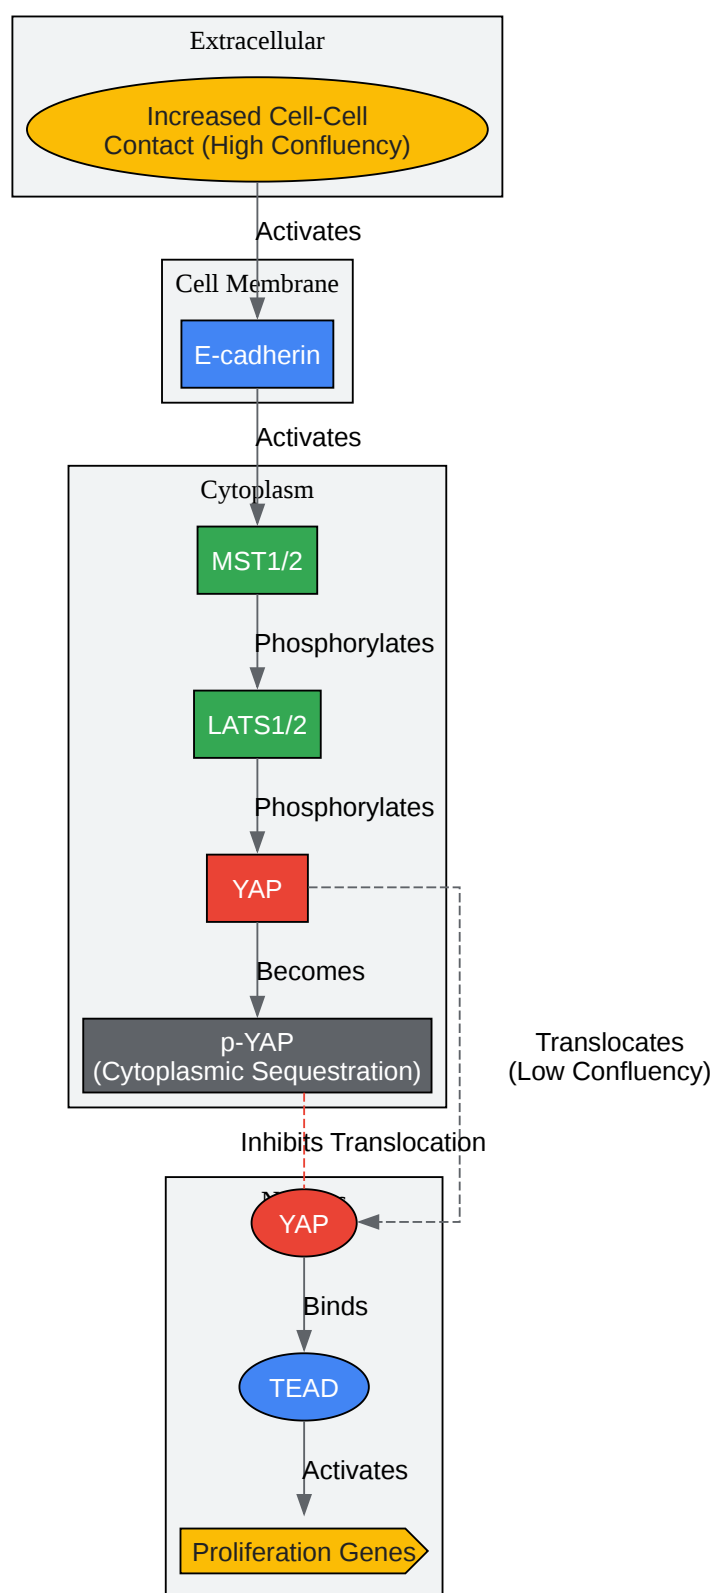 Extracellular
Increased Cell-Cell
Contact (High Confluency)
Activates
Cell Membrane
E-cadherin
Activates
Cytoplasm
MST1/2
Phosphorylates
LATS1/2
Phosphorylates
YAP
Becomes
p-YAP
(Cytoplasmic Sequestration)
Translocates
(Low Confluency)
Inhibits Translocation
YAP
Binds
TEAD
Activates
Proliferation Genes